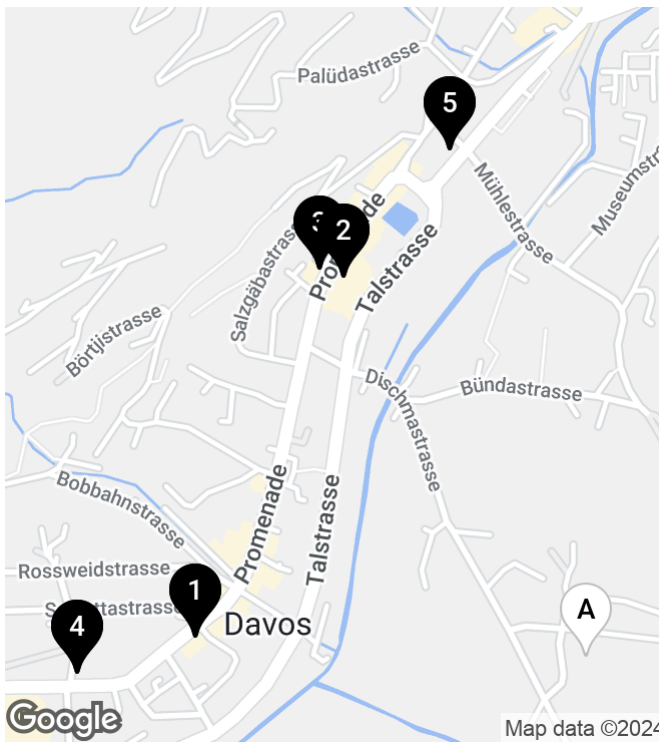 Palüdastrasse
5
Mühlestrasse
Museumstr
3
2
Promenade
Talstrasse
Salzgäbastrasse
Börtjistrasse
Dischmastrasse
Bündastrasse
Promenade
Talstrasse
Bobbahnstrasse
Rossweidstrasse
1
A
4
Davos
Google
Map data ©2024